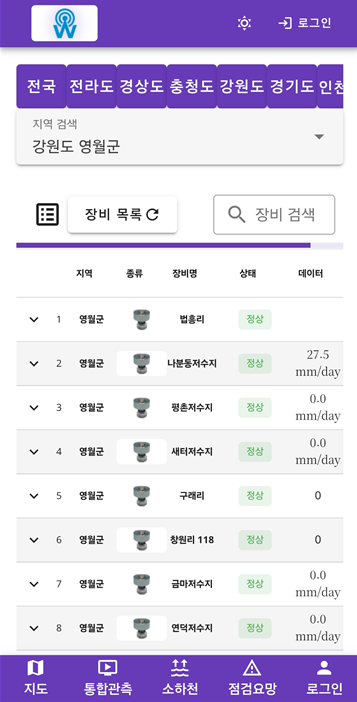 W
로그인
전국 전라도 경상도 충청도 강원도 경기도
지역 검색
강원도 영월군
장비 목록 장비 검색
지역 종류 장비명 상태 데이터
1 영월군 법흥리 정상
2 영월군 나분동저수지 정상 27.5 mm/day
3 영월군 평촌저수지 정상 0.0 mm/day
4 영월군 새터저수지 정상 0.0 mm/day
5 영월군 구래리 정상 0
6 영월군 창원리 118 정상 0
7 영월군 금마저수지 정상 0.0 mm/day
8 영월군 연덕저수지 정상 0.0 mm/day
지도 통합관측 소하천 점검요망 로그인